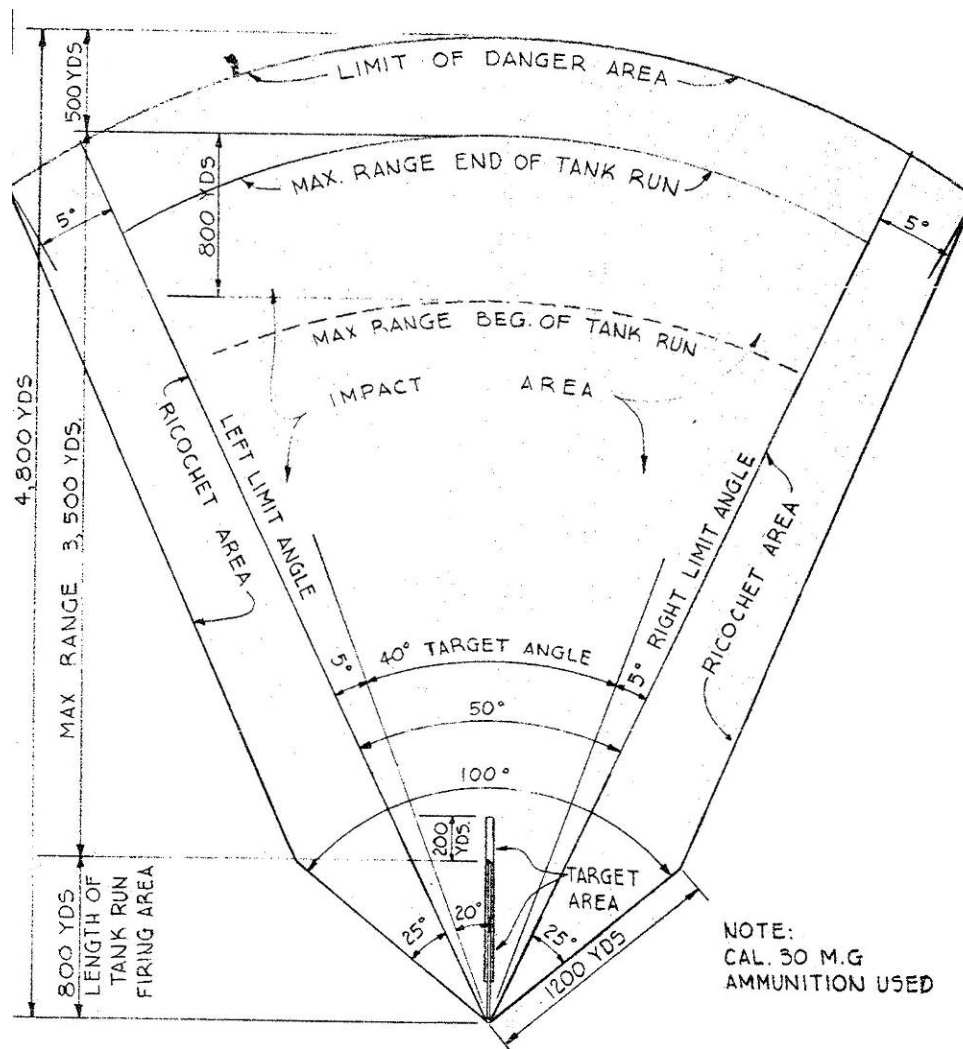 LIMIT OF DANGER AREA
500 YDS
MAX. RANGE END OF TANK RUN
5°
5°
800 YDS
MAX RANGE BEG. OF TANK RUN
IMPACT AREA
4,800 YDS
MAX RANGE 3,500 YDS.
RICOCHET AREA
LEFT LIMIT ANGLE
RIGHT LIMIT ANGLE
RICOCHET AREA
5°
40° TARGET ANGLE
5°
50°
100°
200
YDS.
TARGET
AREA
800 YDS
LENGTH OF
TANK RUN
FIRING AREA
25°
20°
25°
1200 YDS
NOTE:
CAL. 30 M.G
AMMUNITION USED